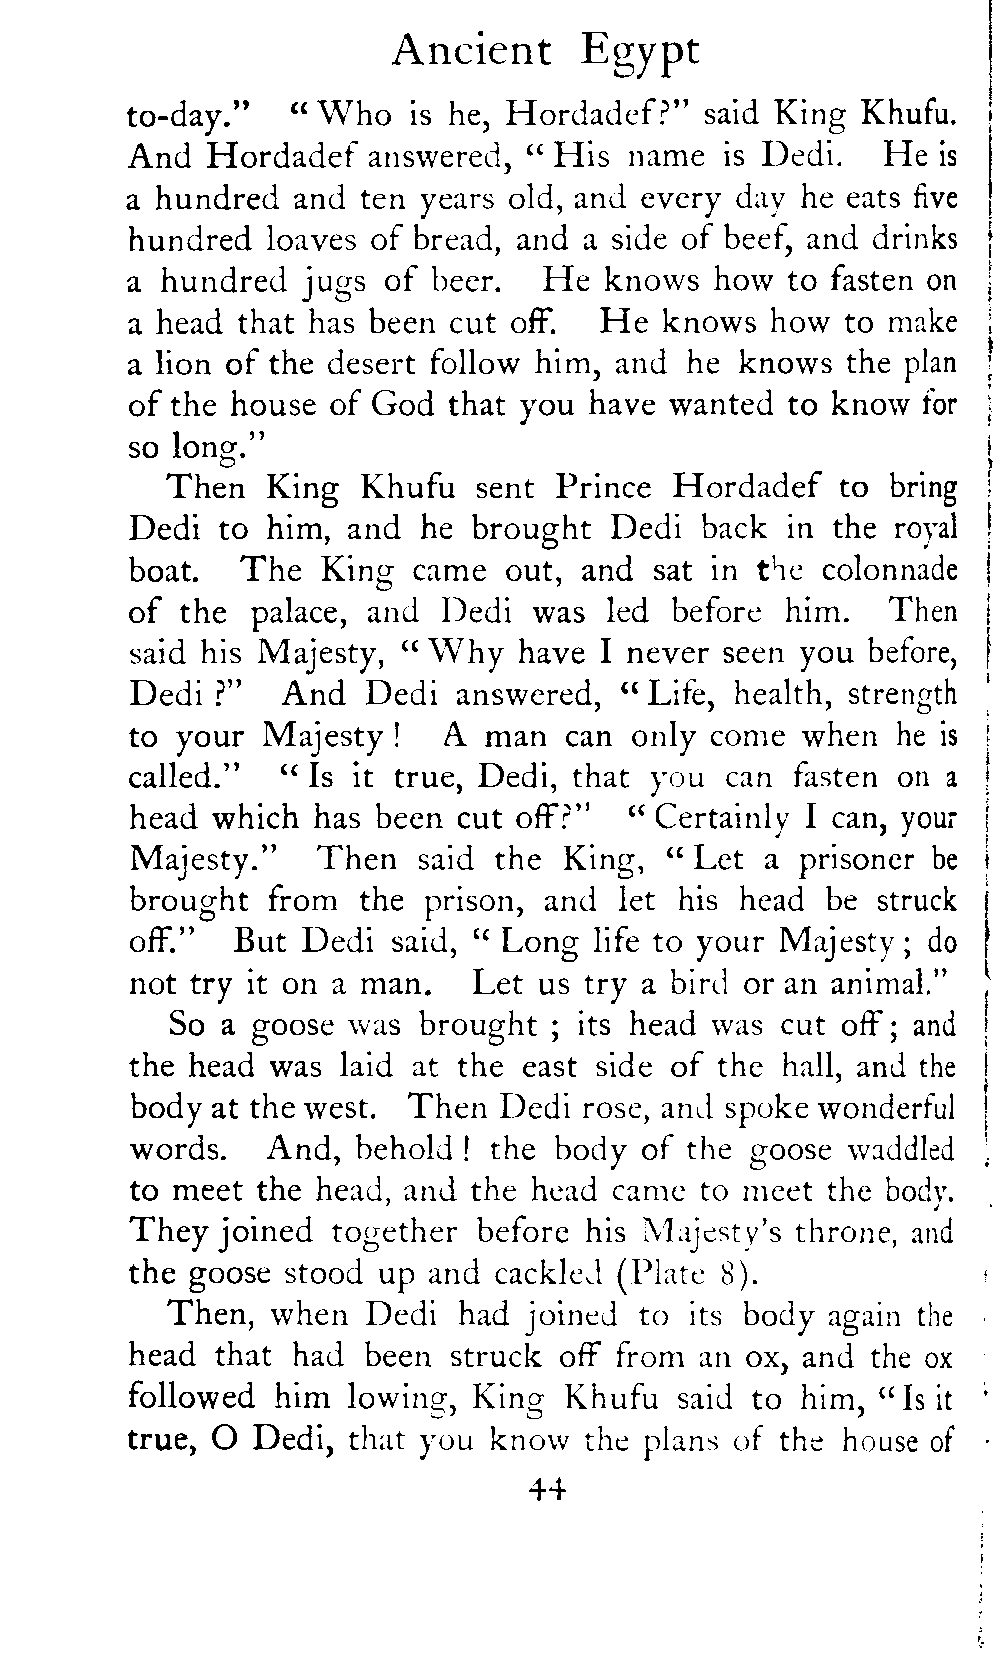 Ancient Egypt
to-day." "Who is he, Hordadef?" said King Khufu.
And Hordadef answered, "His name is Dedi. He is
a hundred and ten years old, and every day he eats five
hundred loaves of bread, and a side of beef, and drinks
a hundred jugs of beer. He knows how to fasten on
a head that has been cut off. He knows how to make
a lion of the desert follow him, and he knows the plan
of the house of God that you have wanted to know for
so long."
Then King Khufu sent Prince Hordadef to bring
Dedi to him, and he brought Dedi back in the royal
boat. The King came out, and sat in the colonnade
of the palace, and Dedi was led before him. Then
said his Majesty, "Why have I never seen you before,
Dedi?" And Dedi answered, "Life, health, strength
to your Majesty! A man can only come when he is
called." "Is it true, Dedi, that you can fasten on a
head which has been cut off?" "Certainly I can, your
Majesty." Then said the King, "Let a prisoner be
brought from the prison, and let his head be struck
off." But Dedi said, "Long life to your Majesty; do
not try it on a man. Let us try a bird or an animal."
So a goose was brought; its head was cut off; and
the head was laid at the east side of the hall, and the
body at the west. Then Dedi rose, and spoke wonderful
words. And, behold! the body of the goose waddled
to meet the head, and the head came to meet the body.
They joined together before his Majesty's throne, and
the goose stood up and cackled (Plate 8).
Then, when Dedi had joined to its body again the
head that had been struck off from an ox, and the ox
followed him lowing, King Khufu said to him, "Is it
true, O Dedi, that you know the plans of the house of
44